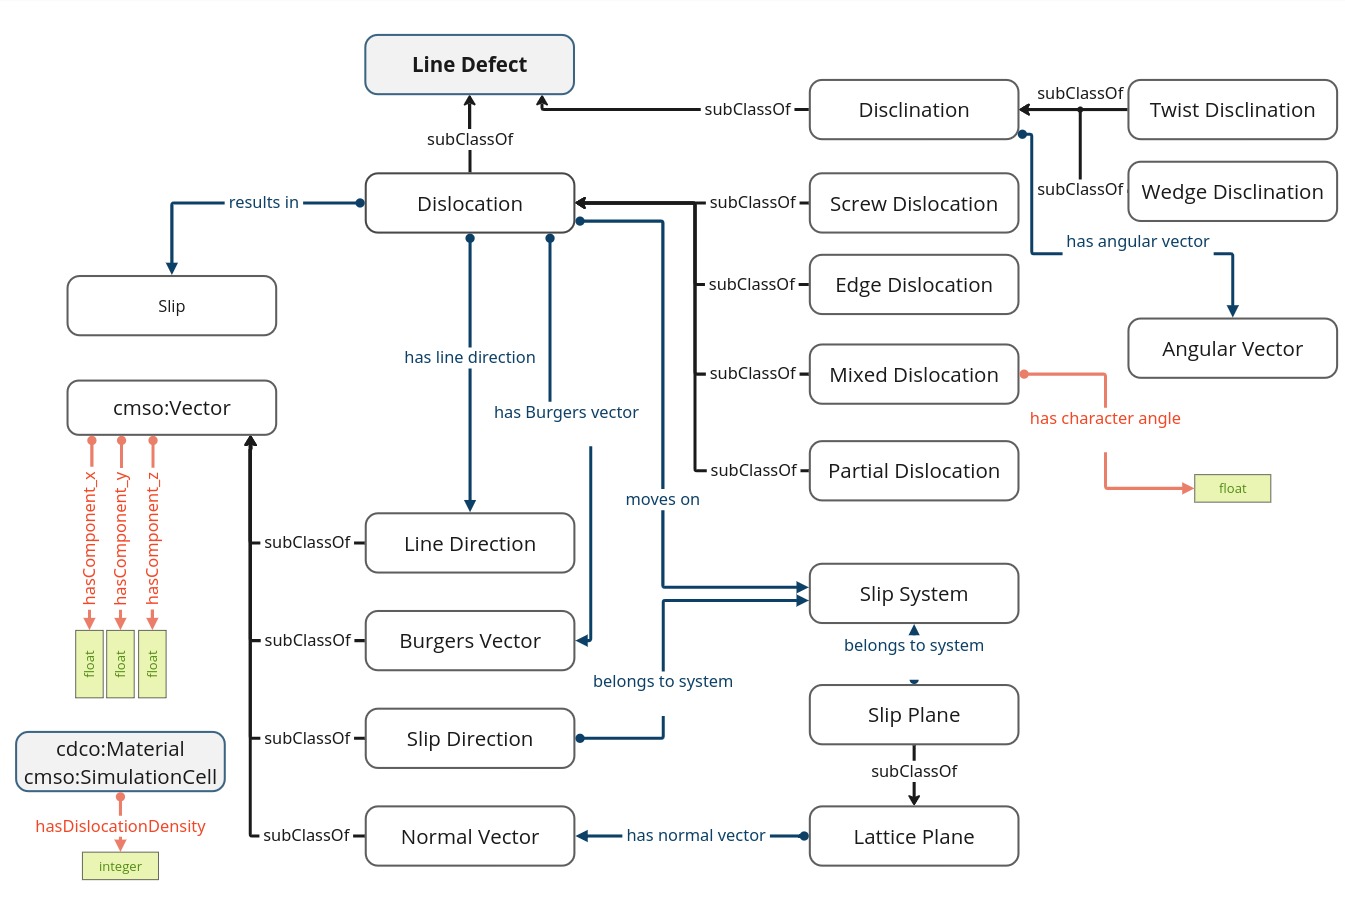 Line Defect
subClassOf
subClassOf
Disclination
subClassOf
Twist Disclination
subClassOf
Wedge Disclination
has angular vector
Angular Vector
results in
Dislocation
subClassOf
Screw Dislocation
subClassOf
Edge Dislocation
subClassOf
Mixed Dislocation
has character angle
float
subClassOf
Partial Dislocation
Slip
has line direction
has Burgers vector
moves on
cmso:Vector
hasComponent_x
hasComponent_y
hasComponent_z
float
float
float
subClassOf
Line Direction
subClassOf
Burgers Vector
subClassOf
Slip Direction
subClassOf
Normal Vector
belongs to system
Slip System
belongs to system
Slip Plane
subClassOf
has normal vector
Lattice Plane
cdco:Material
cmso:SimulationCell
hasDislocationDensity
integer